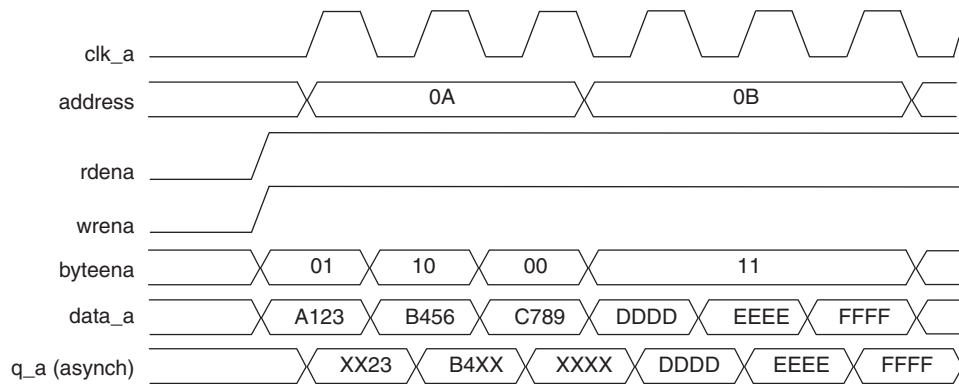 clk_a
address 0A 0B
rdena
wrena
byteena 01 10 00 11
data_a A123 B456 C789 DDDD EEEE FFFF
q_a (asynch) XX23 B4XX XXXX DDDD EEEE FFFF